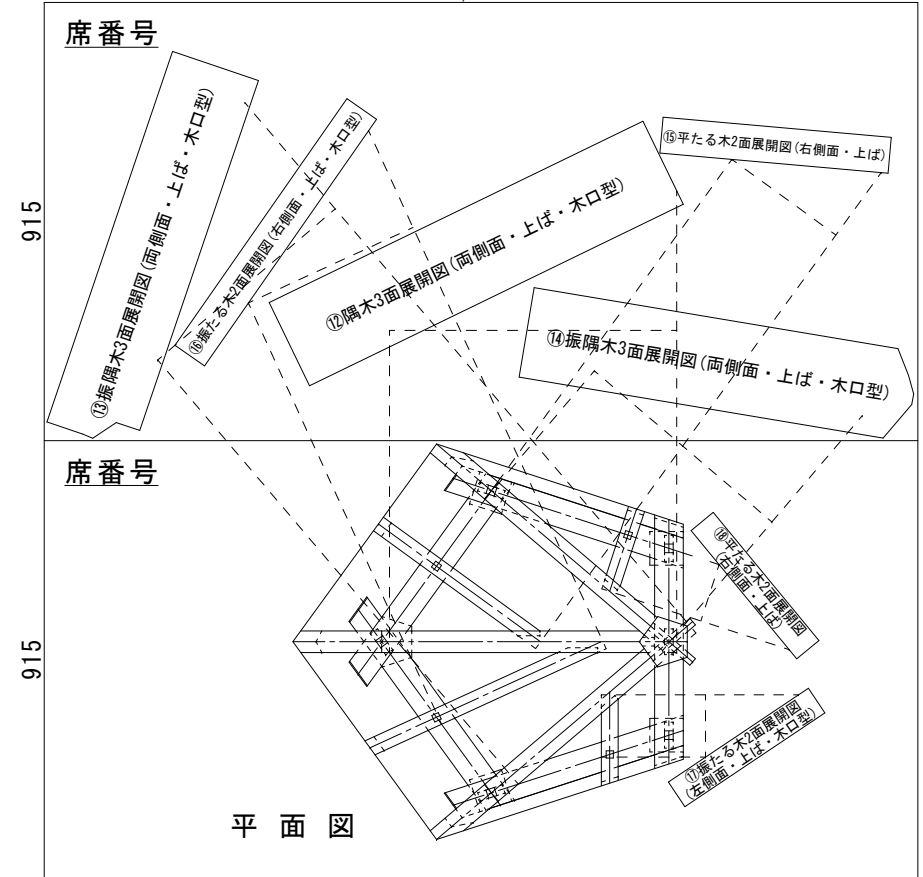 席番号
⑬振隅木3面展開図(両側面・上ば・木口型)
⑯振たる木2面展開図(右側面・上ば・木口型)
⑫隅木3面展開図(両側面・上ば・木口型)
⑮平たる木2面展開図(右側面・上ば)
⑭振隅木3面展開図(両側面・上ば・木口型)
915
席番号
⑱平たる木2面展開図
(右側面・上ば)
⑰振たる木2面展開図
(左側面・上ば・木口型)
915
平面図